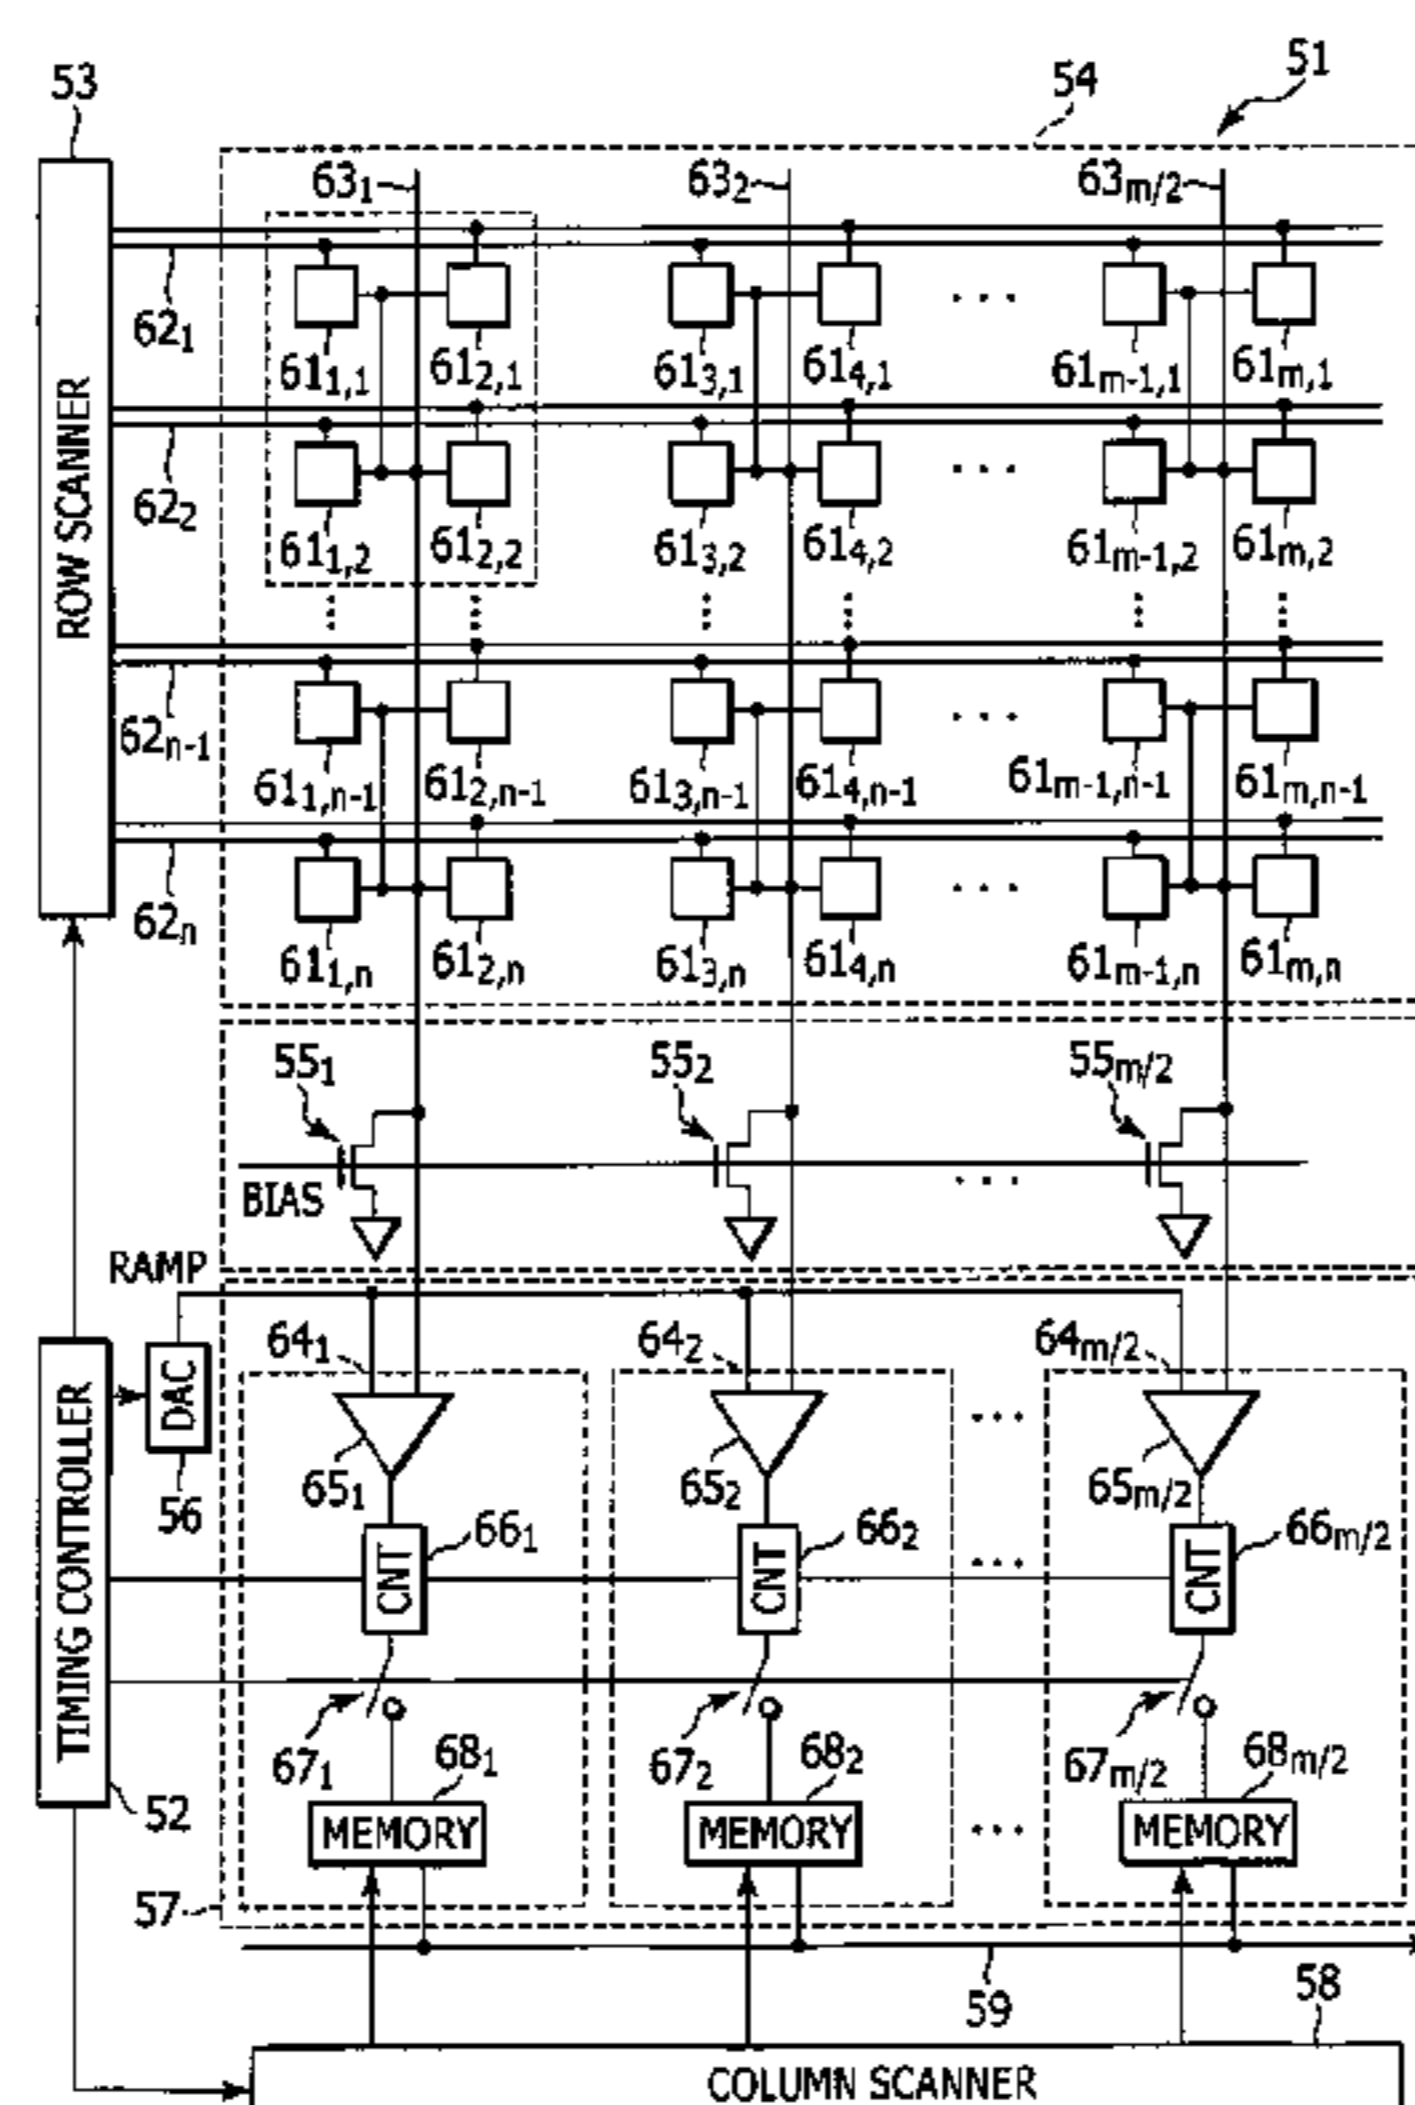 51
54
53
63₁ 63₂ 63m/2
62₁
61₁,₁ 61₂,₁ 61₃,₁ 61₄,₁ ... 61m-1,1 61m,1
ROW SCANNER
62₂
61₁,₂ 61₂,₂ 61₃,₂ 61₄,₂ ... 61m-1,2 61m,2
62n-1
61₁,n-1 61₂,n-1 61₃,n-1 61₄,n-1 ... 61m-1,n-1 61m,n-1
62n
61₁,n 61₂,n 61₃,n 61₄,n ... 61m-1,n 61m,n
55₁ 55₂ 55m/2
BIAS ...
RAMP
64₁ 64₂ 64m/2
DAC
56
65₁ 65₂ 65m/2
TIMING CONTROLLER
CNT 66₁ CNT 66₂ ... CNT 66m/2
67₁ 67₂ 67m/2
68₁ 68₂ 68m/2
52
MEMORY MEMORY ... MEMORY
57
59
58
COLUMN SCANNER